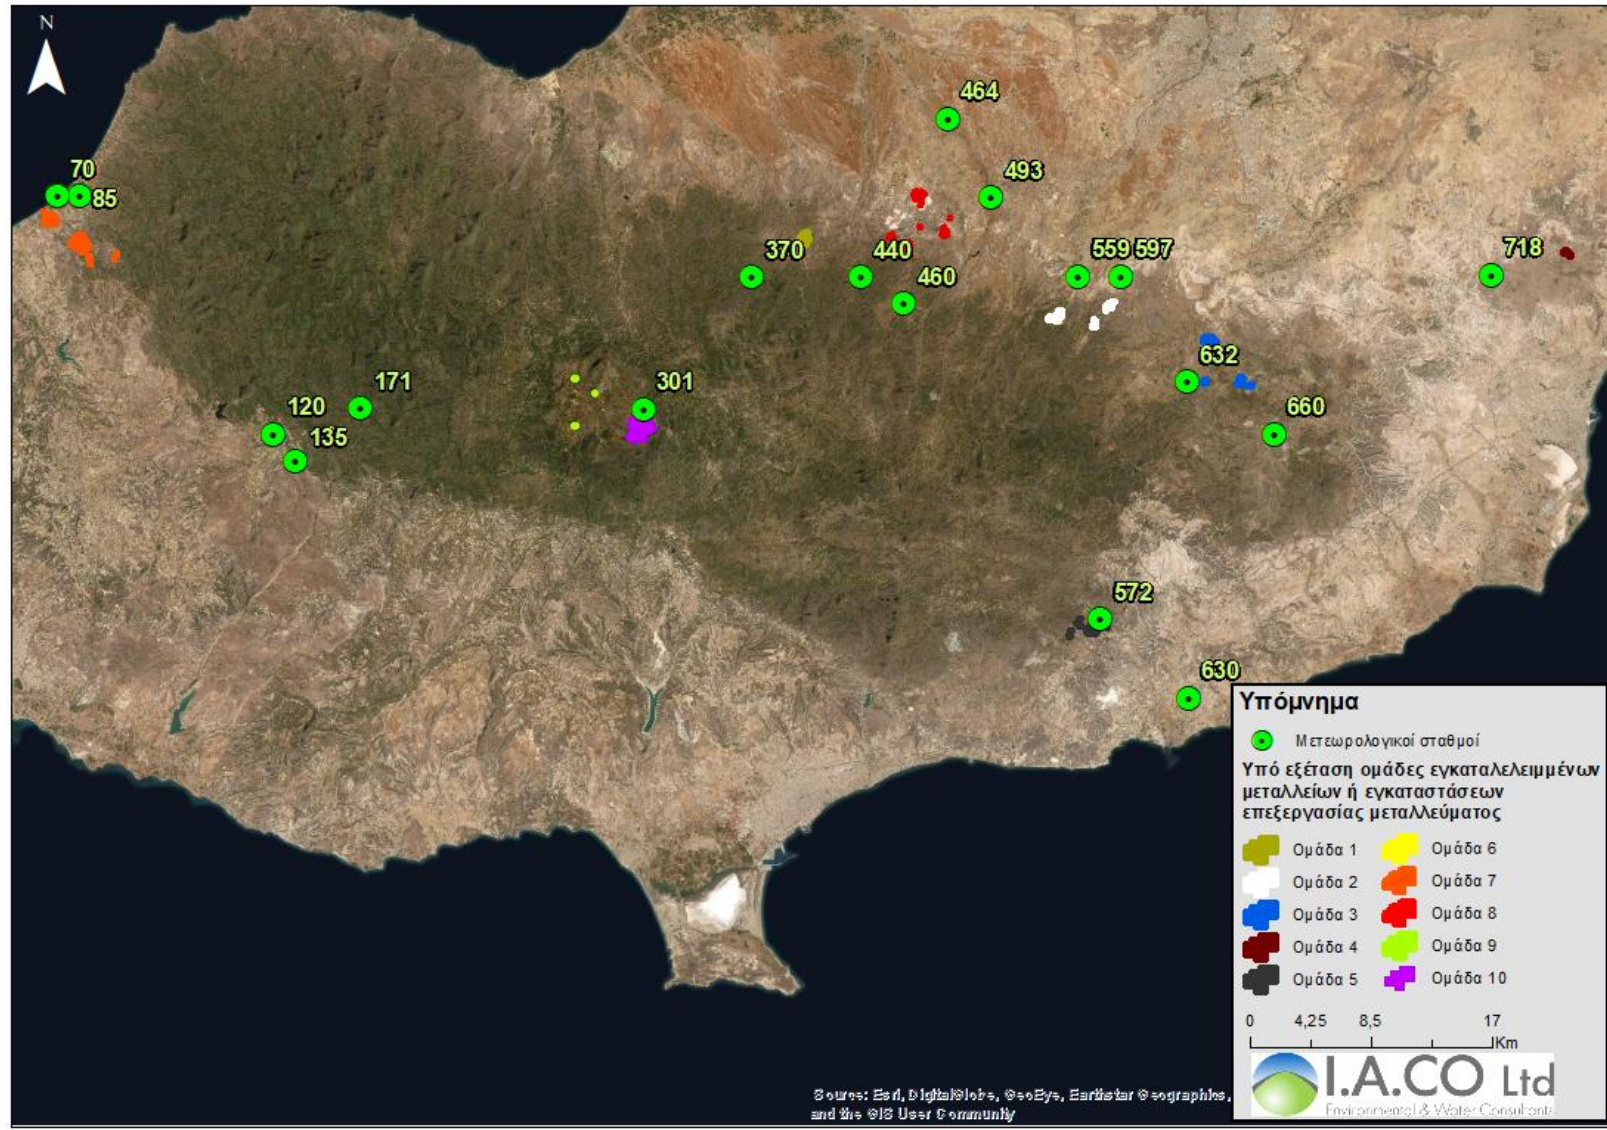 N
464
70
85
493
370
440
559
597
718
460
632
171
301
120
660
135
572
630
Υπόμνημα
Μετεωρολογικοί σταθμοί
Υπό εξέταση ομάδες εγκαταλελειμμένων
μεταλλείων ή εγκαταστάσεων
επεξεργασίας μεταλλεύματος
Ομάδα 1 Ομάδα 6
Ομάδα 2 Ομάδα 7
Ομάδα 3 Ομάδα 8
Ομάδα 4 Ομάδα 9
Ομάδα 5 Ομάδα 10
0 4,25 8,5 17
Km
I.A.CO Ltd
Environmental & Water Consultants
Source: Esri, DigitalGlobe, GeoEye, Earthstar Geographics,
and the GIS User Community